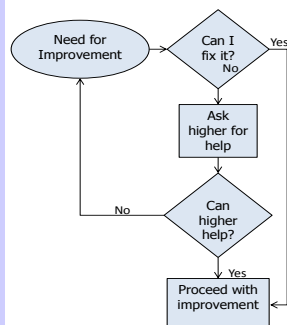 Need for
Improvement
Can I
fix it?
No
Yes
Ask
higher for
help
Can
higher
help?
No
Yes
Proceed with
improvement